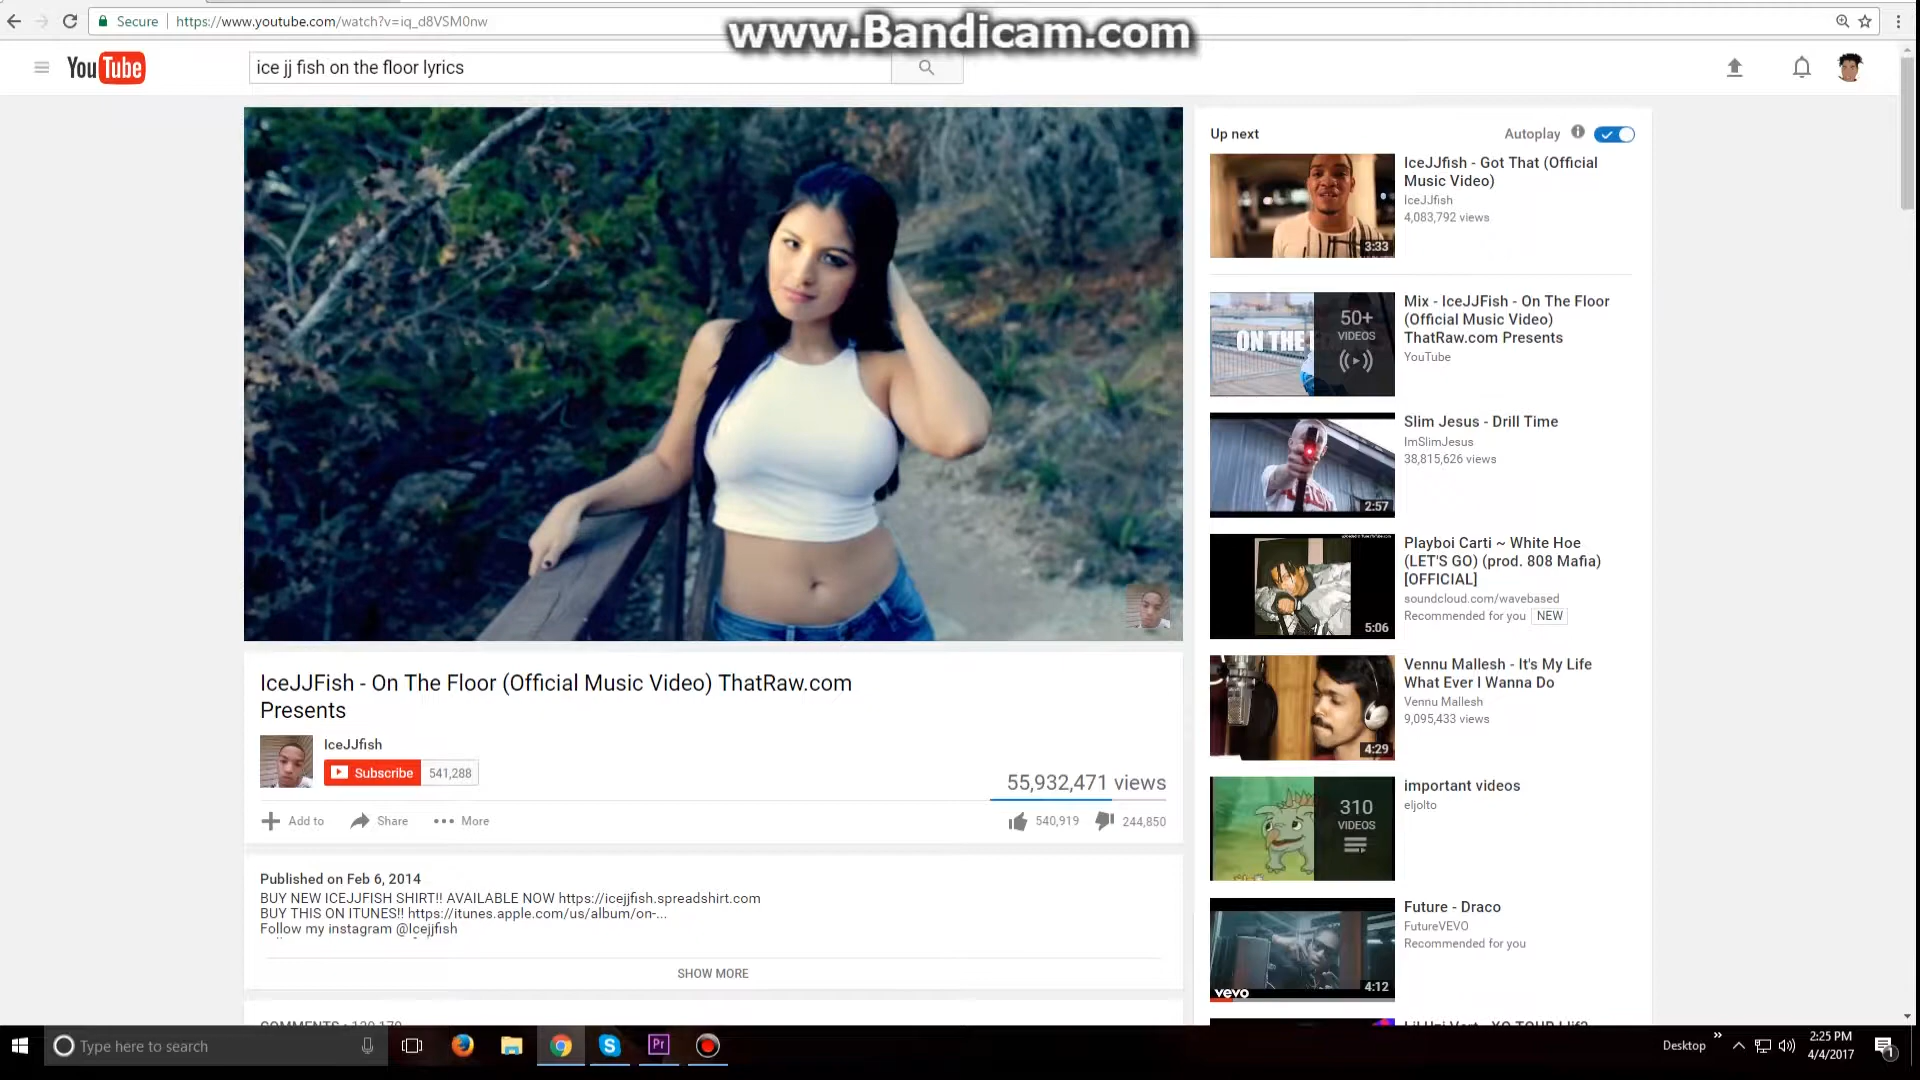 Secure
https://www.youtube.com/watch?v=iq_d8VSM0nw
www.Bandicam.com
YouTube
ice jj fish on the floor lyrics
Up next
Autoplay
IceJJfish - Got That (Official
Music Video)
IceJJfish
4,083,792 views
3:33
ON THE
50+
VIDEOS
Mix - IceJJFish - On The Floor
(Official Music Video)
ThatRaw.com Presents
YouTube
Slim Jesus - Drill Time
ImSlimJesus
38,815,626 views
2:57
Playboi Carti ~ White Hoe
(LET'S GO) (prod. 808 Mafia)
[OFFICIAL]
soundcloud.com/wavebased
Recommended for you NEW
5:06
Vennu Mallesh - It's My Life
What Ever I Wanna Do
Vennu Mallesh
9,095,433 views
4:29
important videos
eljolto
310
VIDEOS
Future - Draco
FutureVEVO
Recommended for you
4:12
vevo
IceJJFish - On The Floor (Official Music Video) ThatRaw.com
Presents
IceJJfish
Subscribe 541,288
55,932,471 views
Add to Share More
540,919 244,850
Published on Feb 6, 2014
BUY NEW ICEJJFISH SHIRT!! AVAILABLE NOW https://icejjfish.spreadshirt.com
BUY THIS ON ITUNES!! https://itunes.apple.com/us/album/on-...
Follow my instagram @Icejjfish
SHOW MORE
Type here to search
Pr
Desktop
2:25 PM
4/4/2017
1